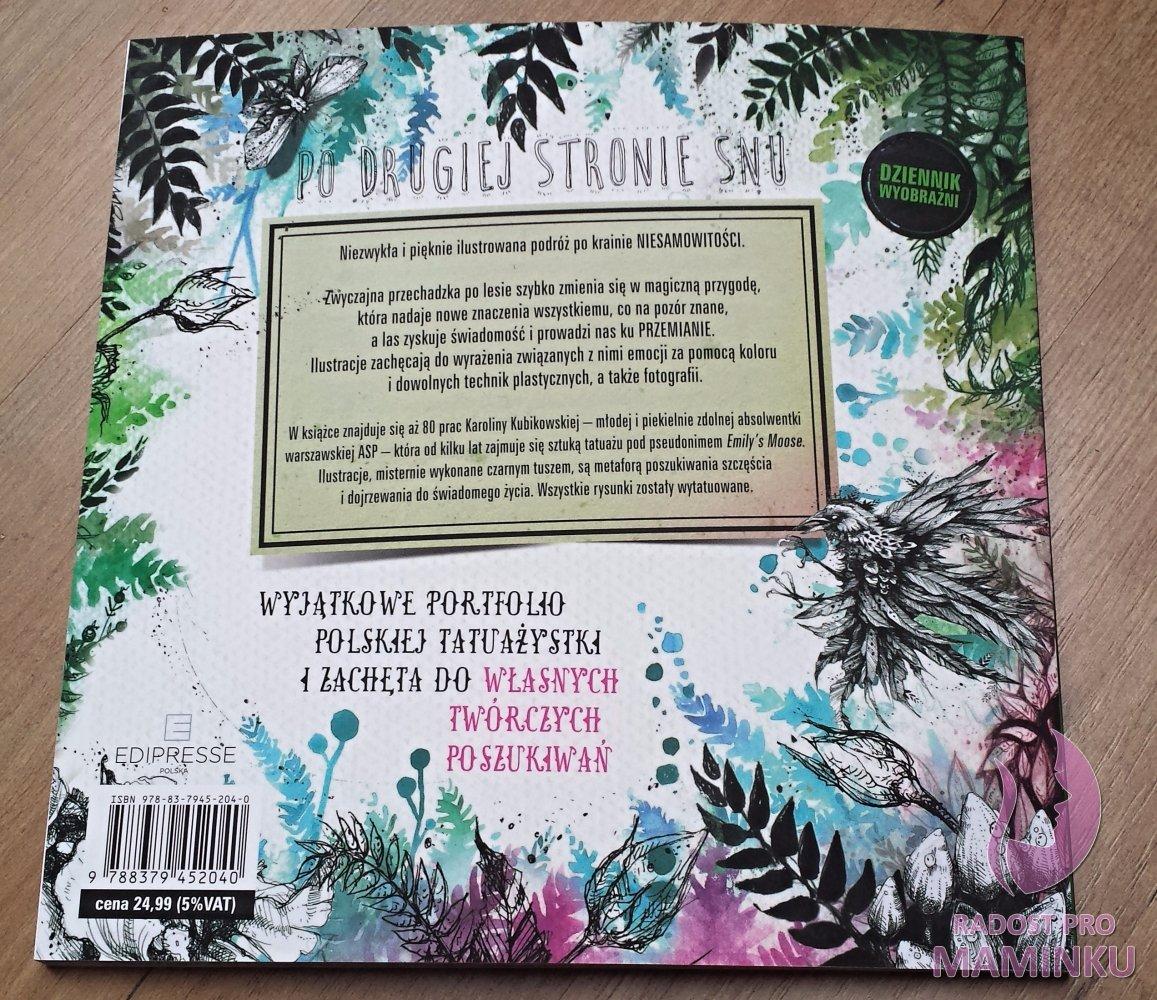 PO DRUGIEJ STRONIE SNU
DZIENNIK
WYOBRAŹNI
Niezwykła i pięknie ilustrowana podróż po krainie NIESAMOWITOŚCI.
Zwyczajna przechadzka po lesie szybko zmienia się w magiczną przygodę,
która nadaje nowe znaczenia wszystkiemu, co na pozór znane,
a las zyskuje świadomość i prowadzi nas ku PRZEMIANIE.
Ilustracje zachęcają do wyrażenia związanych z nimi emocji za pomocą koloru
i dowolnych technik plastycznych, a także fotografii.
W książce znajduje się aż 80 prac Karoliny Kubikowskiej – młodej i piekielnie zdolnej absolwentki
warszawskiej ASP – która od kilku lat zajmuje się sztuką tatuażu pod pseudonimem Emily's Moose.
Ilustracje, misternie wykonane czarnym tuszem, są metaforą poszukiwania szczęścia
i dojrzewania do świadomego życia. Wszystkie rysunki zostały wytatuowane.
WYJĄTKOWE PORTFOLIO
POLSKIEJ TATUAŻYSTKI
I ZACHĘTA DO WŁASNYCH
TWÓRCZYCH
POSZUKIWAŃ
EDIPRESSE
POLSKA
ISBN 978-83-7945-204-0
9 788379 452040
cena 24,99 (5%VAT)
RADOST PRO
MAMINKU